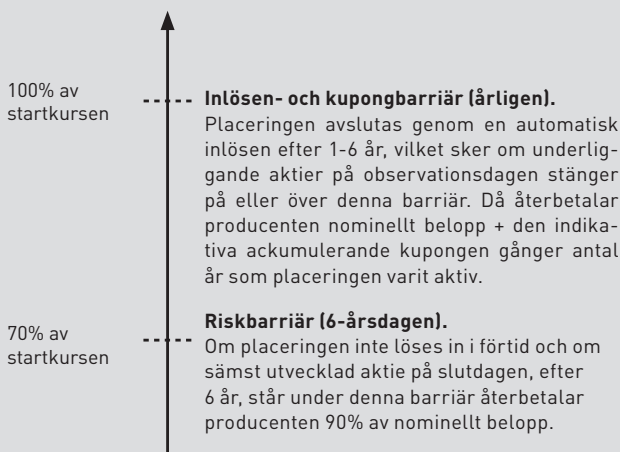 100% av
startkursen
Inlösen- och kupongbarriär (årligen).
Placeringen avslutas genom en automatisk
inlösen efter 1-6 år, vilket sker om underlig-
gande aktier på observationsdagen stänger
på eller över denna barriär. Då återbetalar
producenten nominellt belopp + den indika-
tiva ackumulerande kupongen gånger antal
år som placeringen varit aktiv.
70% av
startkursen
Riskbarriär (6-årsdagen).
Om placeringen inte löses in i förtid och om
sämst utvecklad aktie på slutdagen, efter
6 år, står under denna barriär återbetalar
producenten 90% av nominellt belopp.